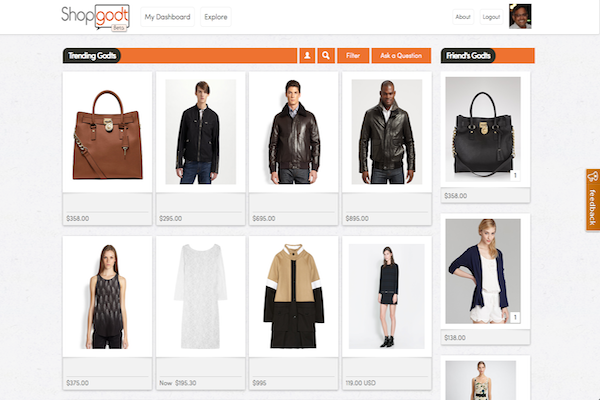 Shopgodt
Beta
My Dashboard
Explore
About
Logout
Trending Godts
Filter
Ask a Question
Friend's Godts
$358.00
$295.00
$695.00
$895.00
1
$358.00
feedback
1
$138.00
$375.00
Now $195.30
$995
119.00 USD